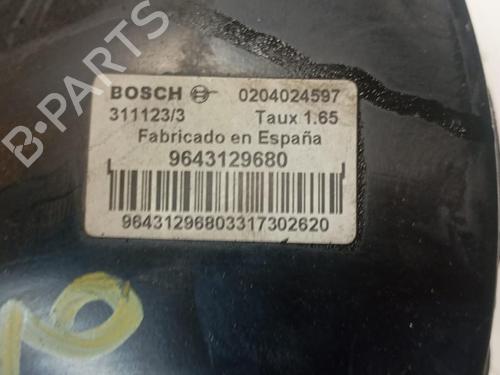 B-PARTS
BOSCH 0204024597
311123/3 Taux 1.65
Fabricado en España
9643129680
96431296803317302620